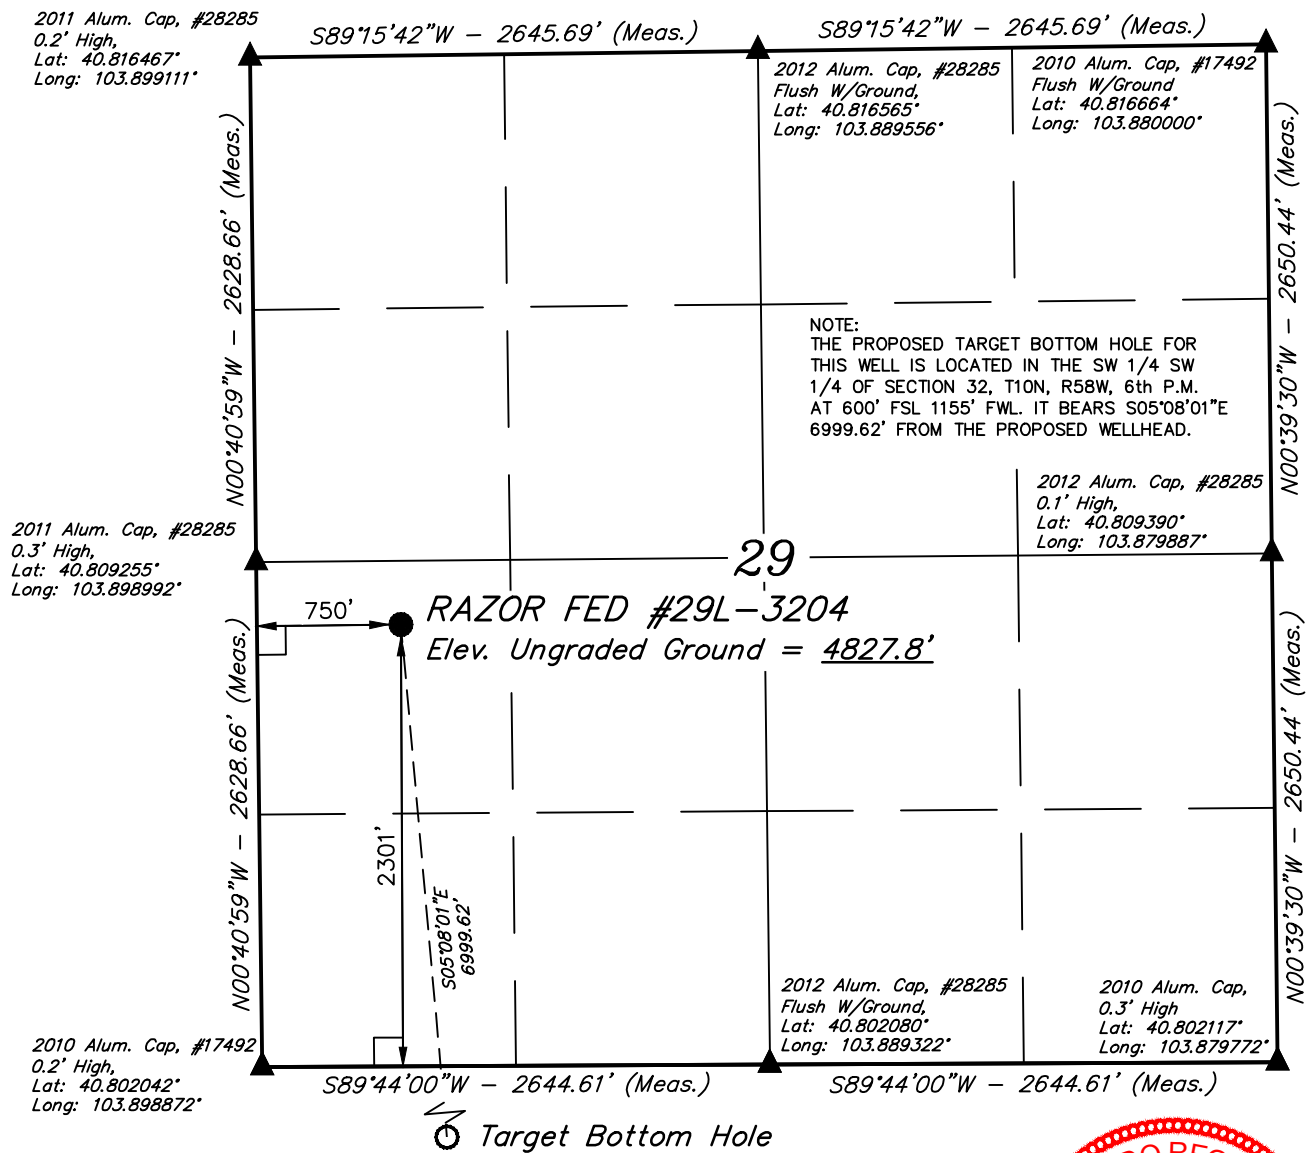 2011 Alum. Cap, #28285
0.2' High,
Lat: 40.816467°
Long: 103.899111°
S89°15'42"W – 2645.69' (Meas.)
S89°15'42"W – 2645.69' (Meas.)
2012 Alum. Cap, #28285
Flush W/Ground,
Lat: 40.816565°
Long: 103.889556°
2010 Alum. Cap, #17492
Flush W/Ground
Lat: 40.816664°
Long: 103.880000°
N00°40'59"W – 2628.66' (Meas.)
N00°39'30"W – 2650.44' (Meas.)
NOTE:
THE PROPOSED TARGET BOTTOM HOLE FOR
THIS WELL IS LOCATED IN THE SW 1/4 SW
1/4 OF SECTION 32, T10N, R58W, 6th P.M.
AT 600' FSL 1155' FWL. IT BEARS S05°08'01"E
6999.62' FROM THE PROPOSED WELLHEAD.
2012 Alum. Cap, #28285
0.1' High,
Lat: 40.809390°
Long: 103.879887°
2011 Alum. Cap, #28285
0.3' High,
Lat: 40.809255°
Long: 103.898992°
29
750'
RAZOR FED #29L–3204
Elev. Ungraded Ground = 4827.8'
N00°40'59"W – 2628.66' (Meas.)
2301'
S05°08'01"E
6999.62'
N00°39'30"W – 2650.44' (Meas.)
2012 Alum. Cap, #28285
Flush W/Ground,
Lat: 40.802080°
Long: 103.889322°
2010 Alum. Cap,
0.3' High
Lat: 40.802117°
Long: 103.879772°
2010 Alum. Cap, #17492
0.2' High,
Lat: 40.802042°
Long: 103.898872°
S89°44'00"W – 2644.61' (Meas.)
S89°44'00"W – 2644.61' (Meas.)
Target Bottom Hole